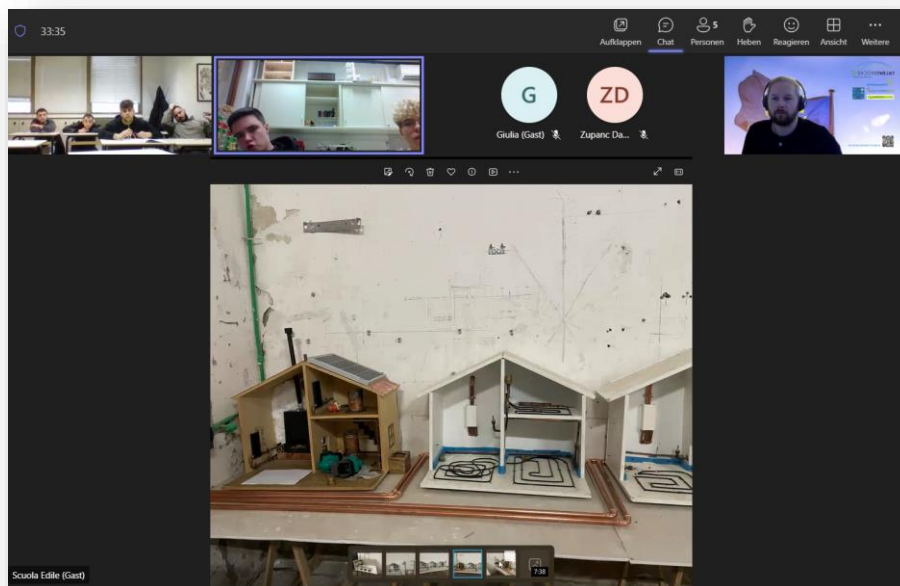 33:35
5
Aufklappen Chat Personen Heben Reagieren Ansicht Weitere
G
ZD
Giulia (Gast)
Zupanc Da...
7:38
Scuola Edile (Gast)